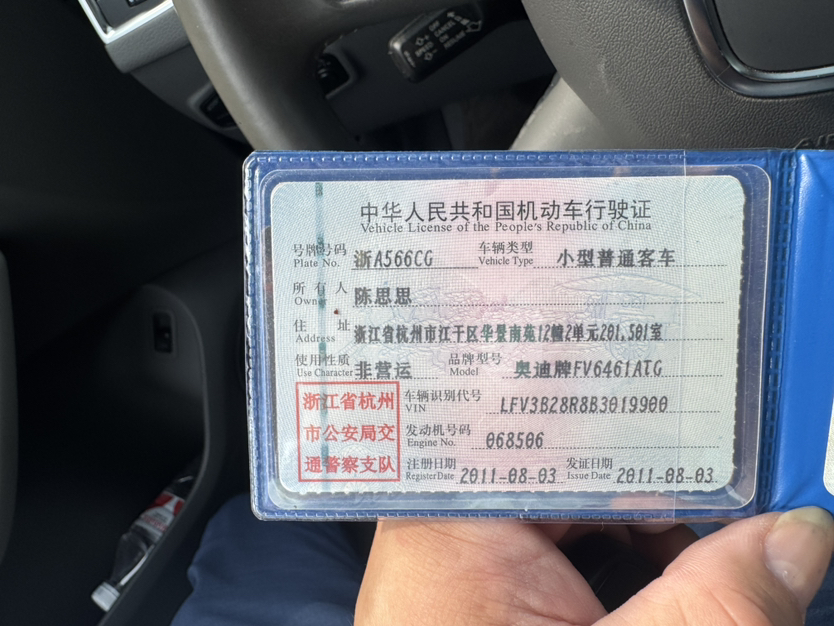 中华人民共和国机动车行驶证
Vehicle License of the People's Republic of China
号牌号码 浙A566CG 车辆类型 小型普通客车
Plate No. Vehicle Type
所有人 陈思思
Owner
住址 浙江省杭州市江干区华景南苑12幢2单元201,501室
Address
使用性质 非营运 品牌型号 奥迪牌FV6461ATG
Use Character Model
浙江省杭州
市公安局交
通警察支队
车辆识别代号 LFV3B28R8B3019900
VIN
发动机号码 068506
Engine No.
注册日期 2011-08-03 发证日期 2011-08-03
Register Date Issue Date